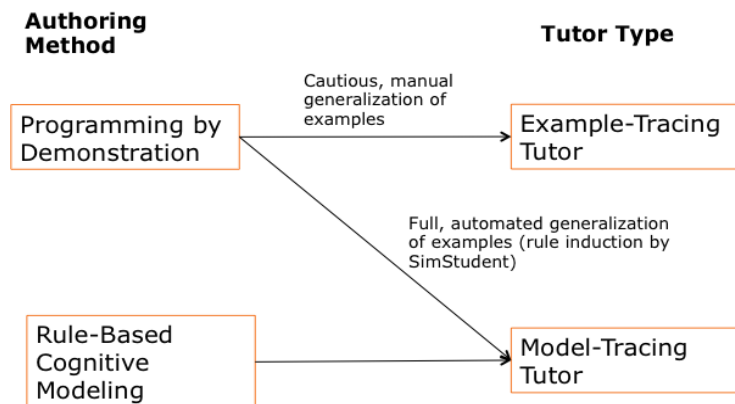 Authoring
Method
Tutor Type
Cautious, manual
generalization of
examples
Programming by
Demonstration
Example-Tracing
Tutor
Full, automated generalization
of examples (rule induction by
SimStudent)
Rule-Based
Cognitive
Modeling
Model-Tracing
Tutor